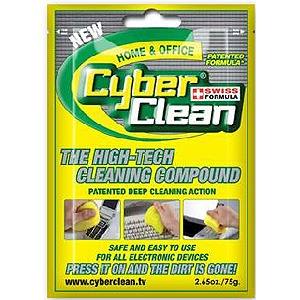 NEW
HOME & OFFICE
"PATENTED
FORMULA"
Cyber®
Clean
SWISS
FORMULA
THE HIGH-TECH
CLEANING COMPOUND
PATENTED DEEP CLEANING ACTION
SAFE AND EASY TO USE
FOR ALL ELECTRONIC DEVICES
PRESS IT ON AND THE DIRT IS GONE!
www.cyberclean.tv
2.65oz./75g.